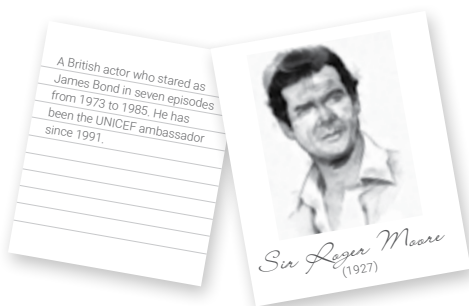 A British actor who stared as
James Bond in seven episodes
from 1973 to 1985. He has
been the UNICEF ambassador
since 1991.
Sir Roger Moore
(1927)